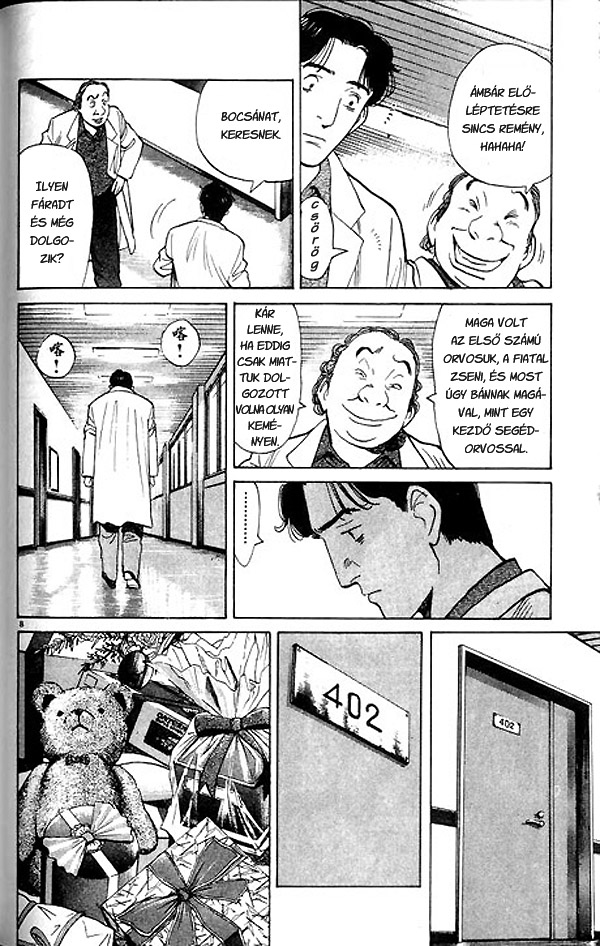 ÁMBÁR ELŐ-
LÉPTETÉSRE
SINCS REMÉNY,
HAHAHA!
csörög
BOCSÁNAT,
KERESNEK.
ILYEN
FÁRADT
ÉS MÉG
DOLGO-
ZIK?
MAGA VOLT
AZ ELSŐ SZÁMÚ
ORVOSUK, A FIATAL
ZSENI, ÉS MOST
ÚGY BÁNNAK MAGÁ-
VAL, MINT EGY
KEZDŐ SEGÉD-
ORVOSSAL.
KÁR
LENNE,
HA EDDIG
CSAK MIAT-
TUK DOL-
GOZOTT
VOLNA OLYAN
KEMÉ-
NYEN.
喀!
喀!
8
402
402